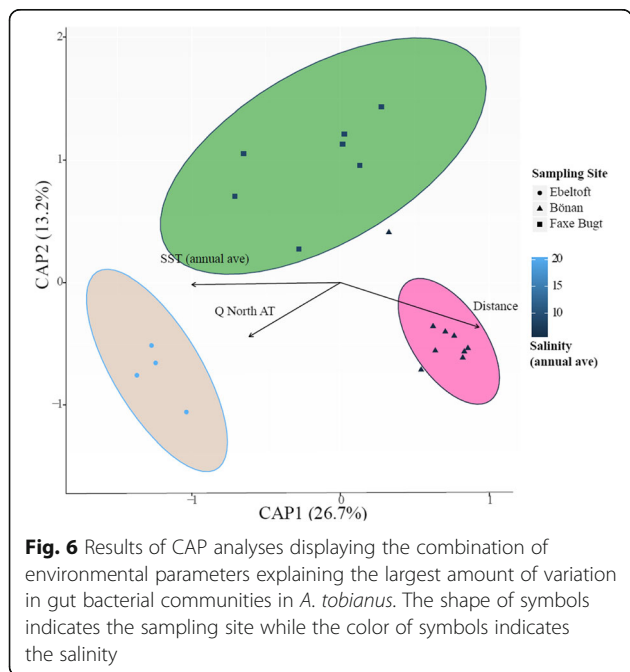 2
1
0
−1
CAP2 (13.2%)
SST (annual ave)
Q North AT
Distance
−1
0
1
CAP1 (26.7%)
Sampling Site
Ebeltoft
Bönan
Faxe Bugt
20
15
10
Salinity
(annual ave)
Fig. 6 Results of CAP analyses displaying the combination of
environmental parameters explaining the largest amount of variation
in gut bacterial communities in A. tobianus. The shape of symbols
indicates the sampling site while the color of symbols indicates
the salinity